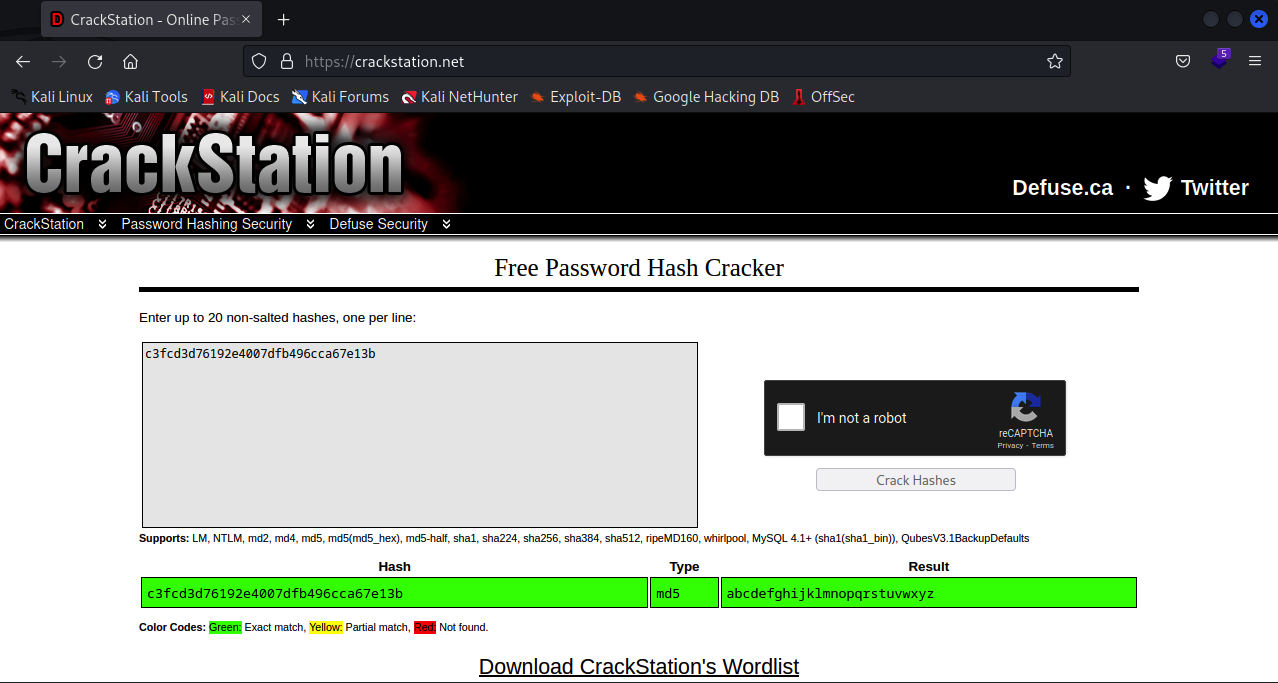 CrackStation - Online Pas
https://crackstation.net
5
Kali Linux Kali Tools Kali Docs Kali Forums Kali NetHunter Exploit-DB Google Hacking DB OffSec
CrackStation
Defuse.ca · Twitter
CrackStation Password Hashing Security Defuse Security
Free Password Hash Cracker
Enter up to 20 non-salted hashes, one per line:
c3fcd3d76192e4007dfb496cca67e13b
I'm not a robot
reCAPTCHA
Privacy - Terms
Crack Hashes
Supports: LM, NTLM, md2, md4, md5, md5(md5_hex), md5-half, sha1, sha224, sha256, sha384, sha512, ripeMD160, whirlpool, MySQL 4.1+ (sha1(sha1_bin)), QubesV3.1BackupDefaults
Hash Type Result
c3fcd3d76192e4007dfb496cca67e13b md5 abcdefghijklmnopqrstuvwxyz
Color Codes: Green: Exact match, Yellow: Partial match, Red: Not found.
Download CrackStation's Wordlist